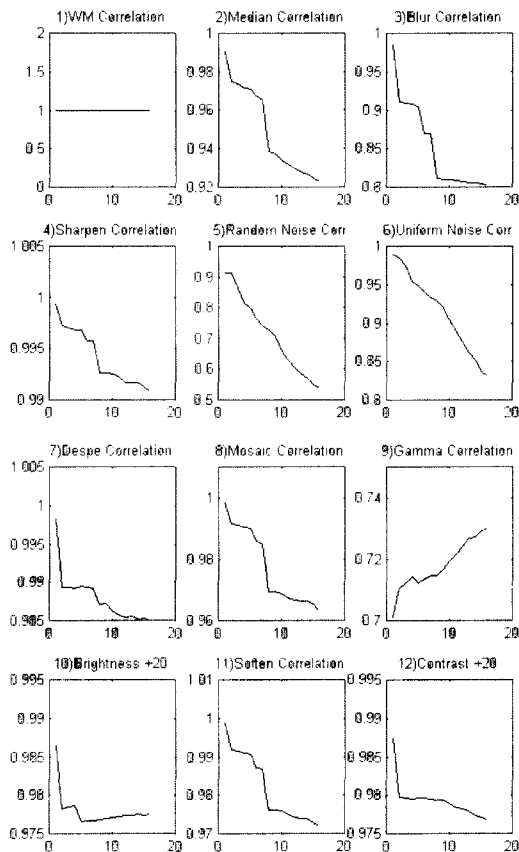 1)WM Correlation
2)Median Correlation
3)Blur Correlation
2
1.5
1
0.5
0
0 10 20
1
0.98
0.96
0.94
0.92
0 10 20
1
0.95
0.9
0.85
0.8
0 10 20
4)Sharpen Correlation
5)Random Noise Corr
6)Uniform Noise Corr
1.005
1
0.995
0.99
0 10 20
1
0.9
0.8
0.7
0.6
0.5
0 10 20
1
0.95
0.9
0.85
0.8
0 10 20
7)Despe Correlation
8)Mosaic Correlation
9)Gamma Correlation
1.005
1
0.995
0.99
0.985
0 10 20
1
0.98
0.96
0 10 20
0.74
0.72
0.7
0 10 20
10)Brightness +20
11)Soften Correlation
12)Contrast +20
0.995
0.99
0.985
0.98
0.975
0 10 20
1.01
1
0.99
0.98
0.97
0 10 20
0.995
0.99
0.985
0.98
0.975
0 10 20